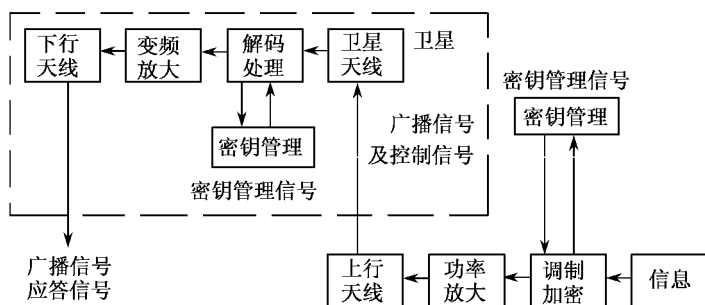 下行
天线
变频
放大
解码
处理
卫星
天线
卫星
密钥管理
密钥管理信号
广播信号
及控制信号
密钥管理信号
密钥管理
广播信号
应答信号
上行
天线
功率
放大
调制
加密
信息